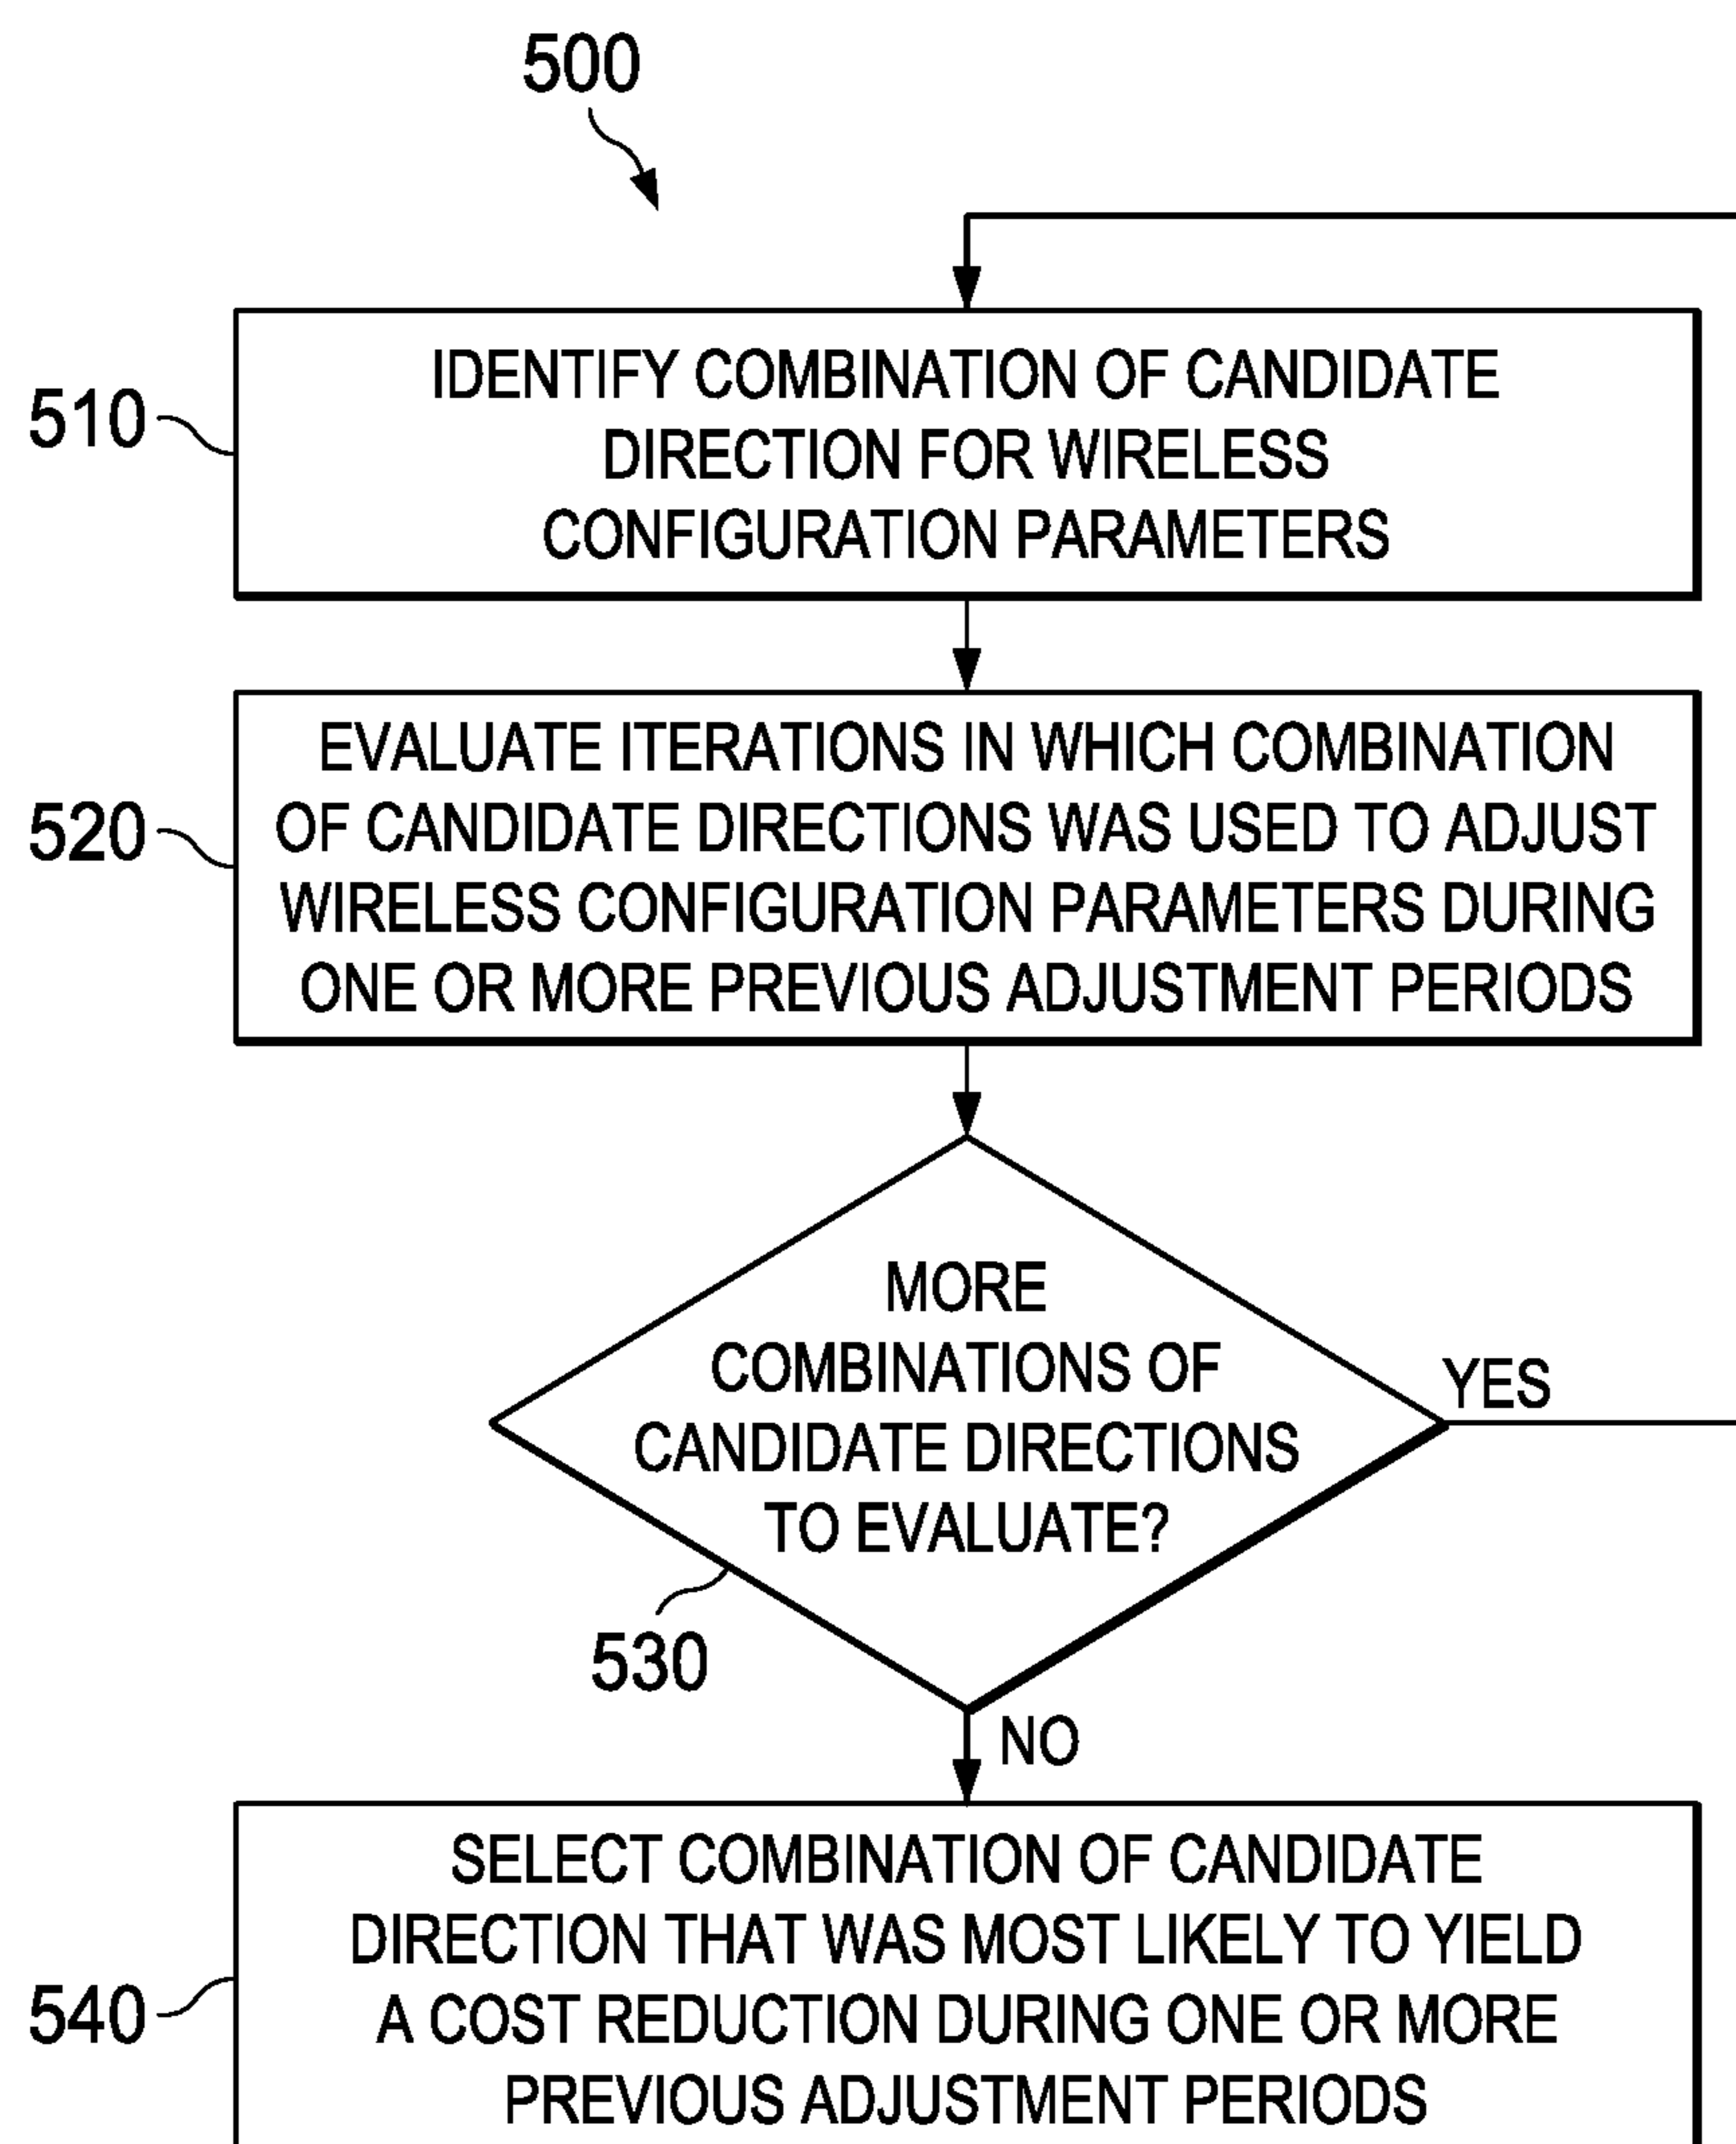 500
510
IDENTIFY COMBINATION OF CANDIDATE
DIRECTION FOR WIRELESS
CONFIGURATION PARAMETERS
520
EVALUATE ITERATIONS IN WHICH COMBINATION
OF CANDIDATE DIRECTIONS WAS USED TO ADJUST
WIRELESS CONFIGURATION PARAMETERS DURING
ONE OR MORE PREVIOUS ADJUSTMENT PERIODS
MORE
COMBINATIONS OF
CANDIDATE DIRECTIONS
TO EVALUATE?
YES
530
NO
540
SELECT COMBINATION OF CANDIDATE
DIRECTION THAT WAS MOST LIKELY TO YIELD
A COST REDUCTION DURING ONE OR MORE
PREVIOUS ADJUSTMENT PERIODS